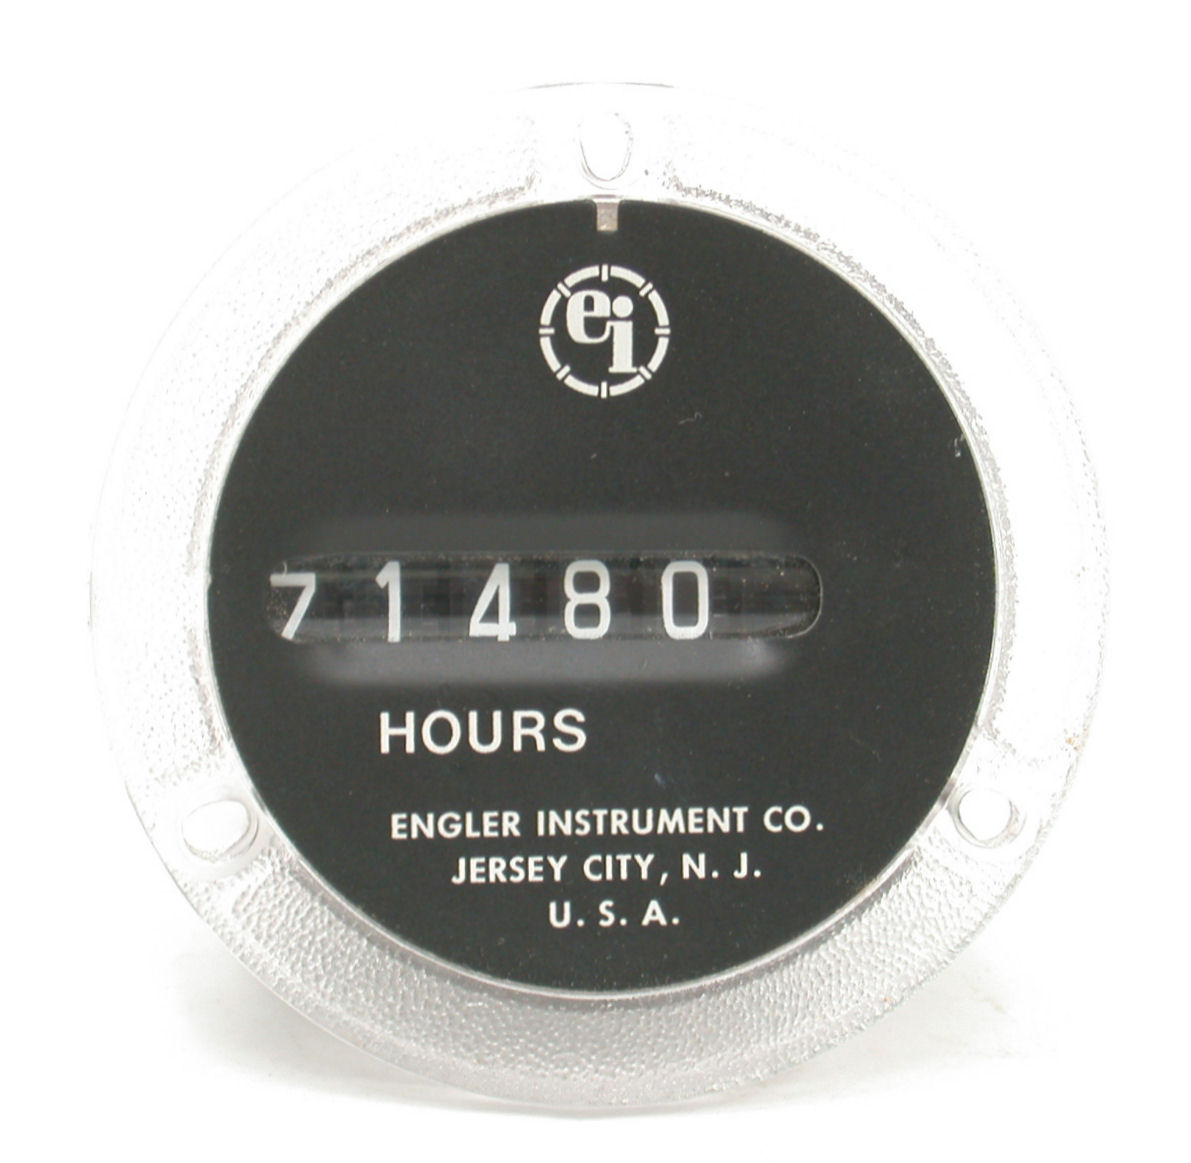 ei
71480
HOURS
ENGLER INSTRUMENT CO.
JERSEY CITY, N. J.
U. S. A.